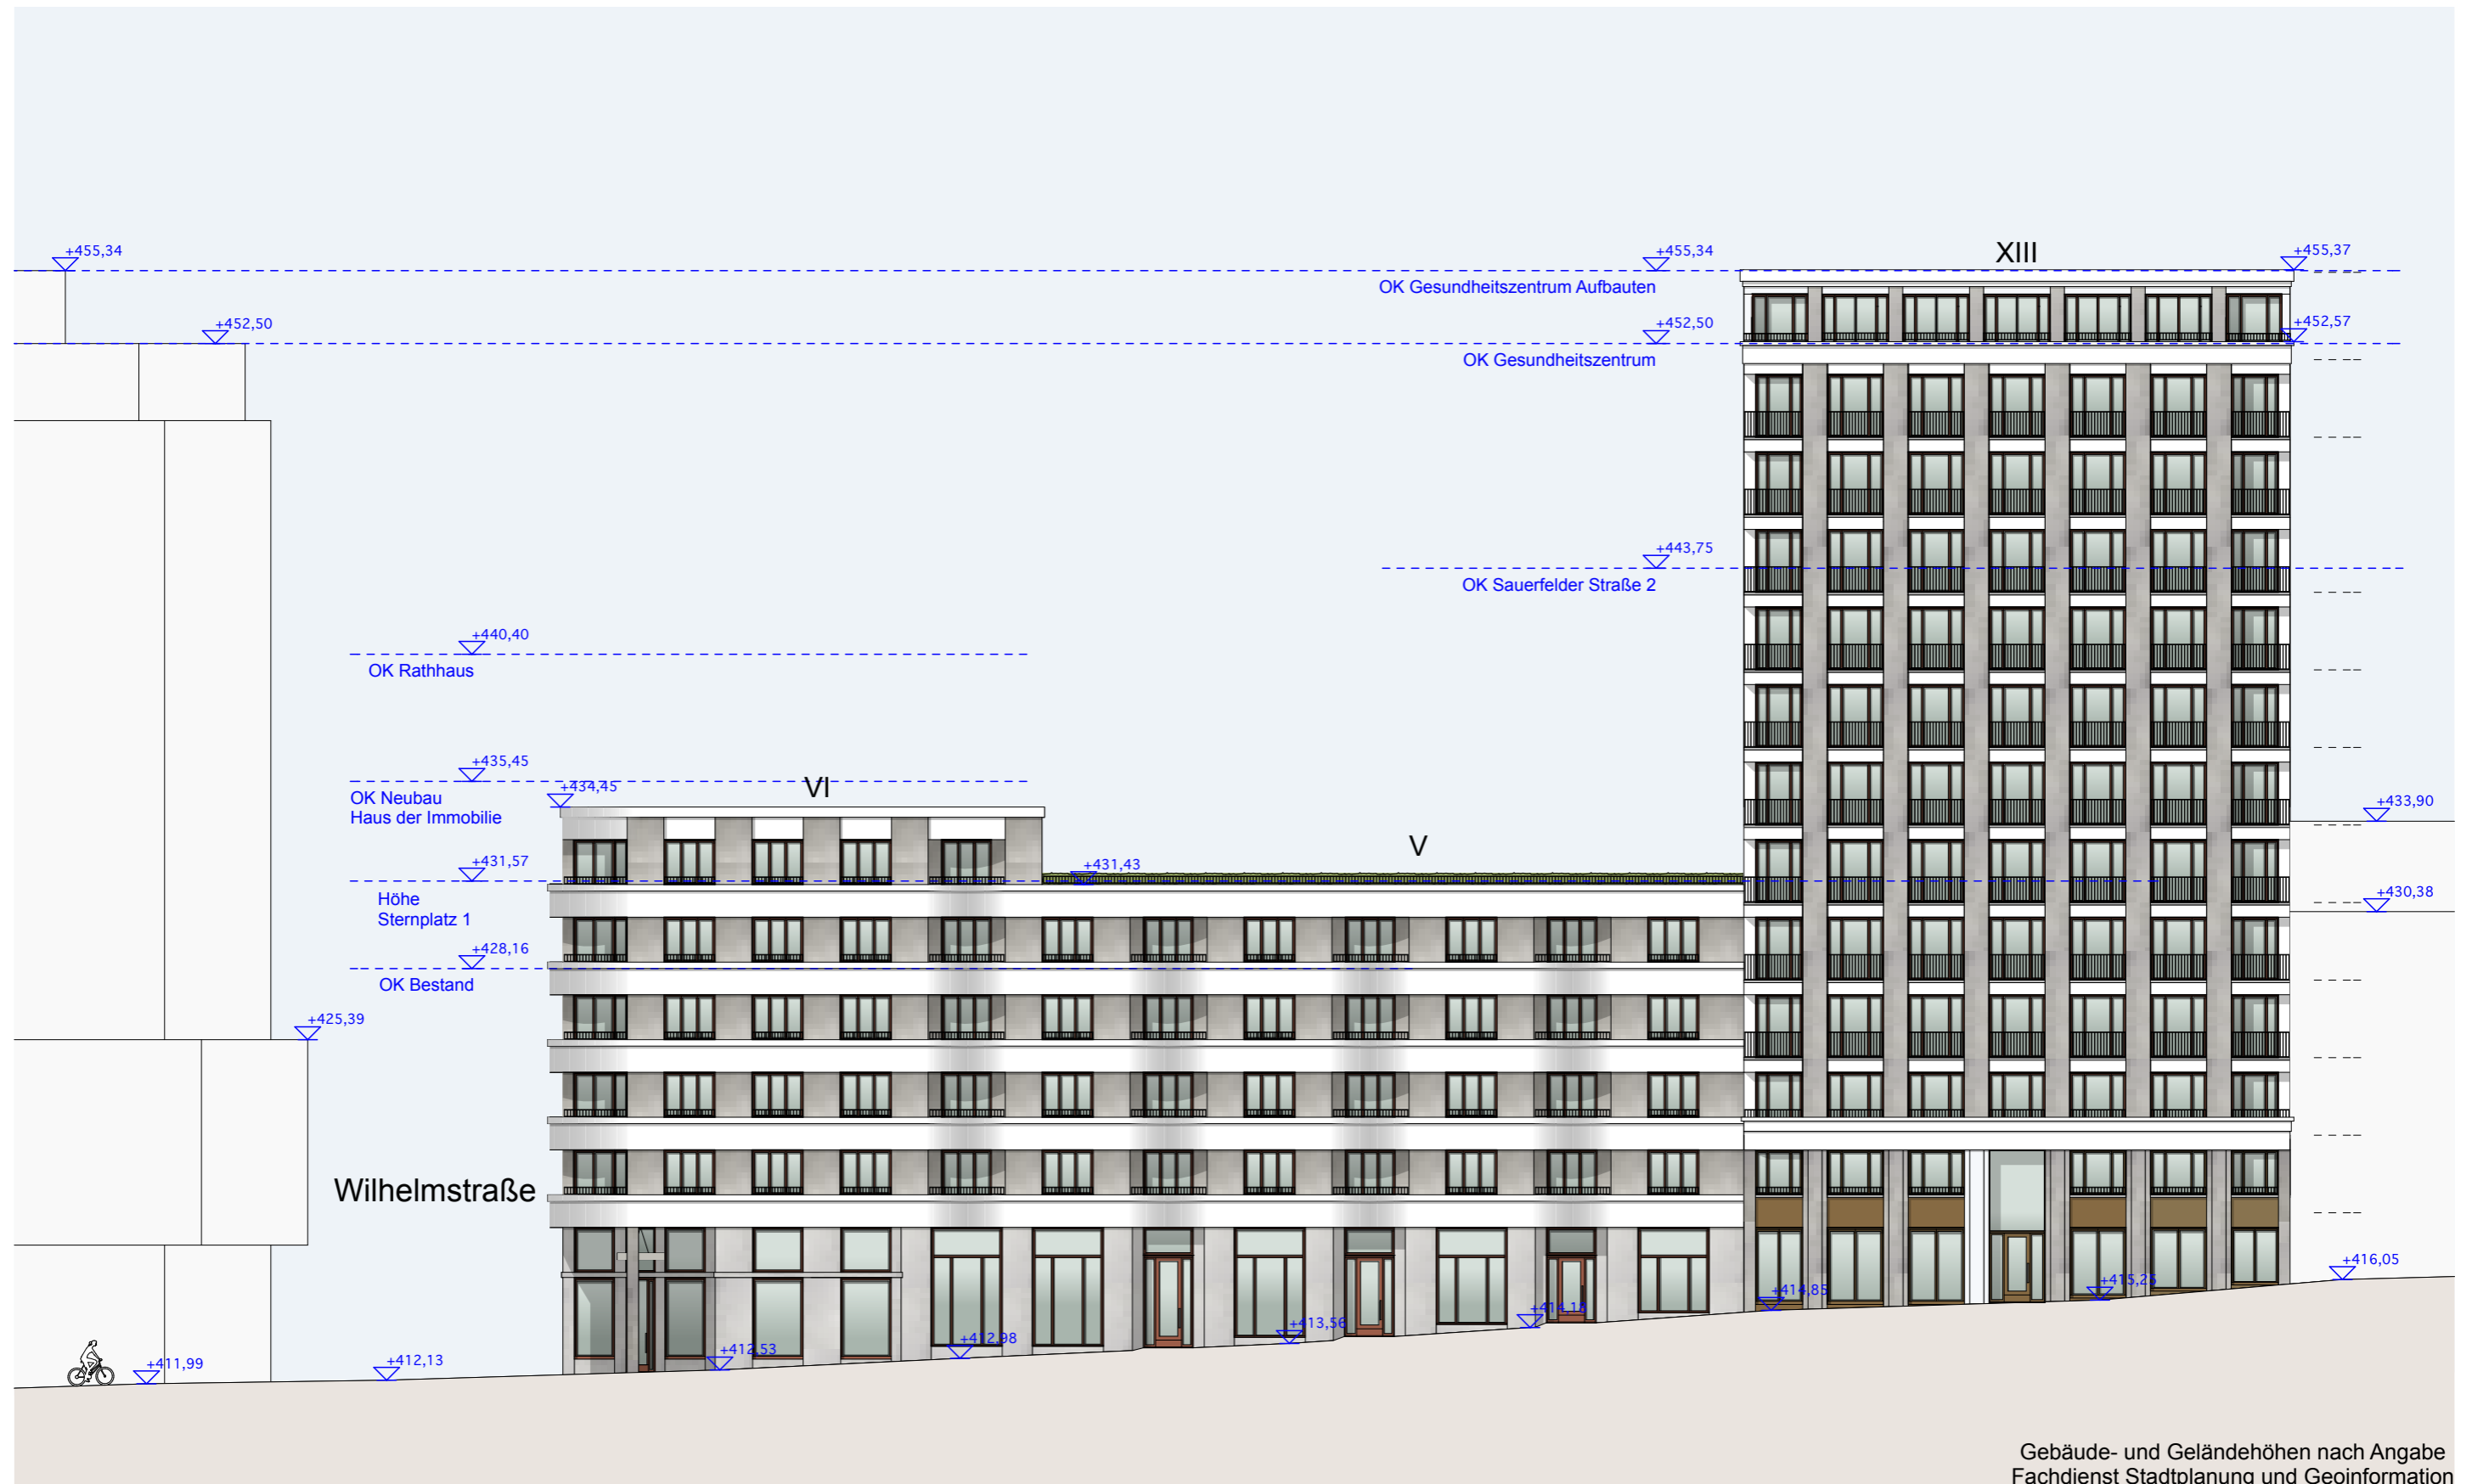 XIII
+455,34
+455,34
+455,37
OK Gesundheitszentrum Aufbauten
+452,50
+452,50
+452,57
OK Gesundheitszentrum
+443,75
OK Sauerfelder Straße 2
+440,40
OK Rathhaus
+435,45
+434,45
VI
OK Neubau
Haus der Immobilie
+433,90
V
+431,57
+431,43
Höhe
Sternplatz 1
+430,38
+428,16
OK Bestand
+425,39
Wilhelmstraße
+416,05
+415,25
+414,85
+414,18
+413,56
+412,98
+412,53
+412,13
+411,99
Gebäude- und Geländehöhen nach Angabe
Fachdienst Stadtplanung und Geoinformation